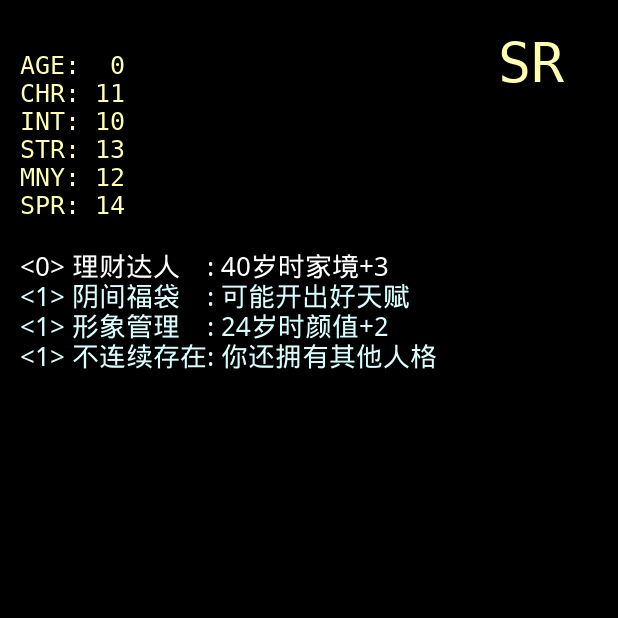 SR
AGE: 0
CHR: 11
INT: 10
STR: 13
MNY: 12
SPR: 14
<0> 理财达人 : 40岁时家境+3
<1> 阴间福袋 : 可能开出好天赋
<1> 形象管理 : 24岁时颜值+2
<1> 不连续存在: 你还拥有其他人格